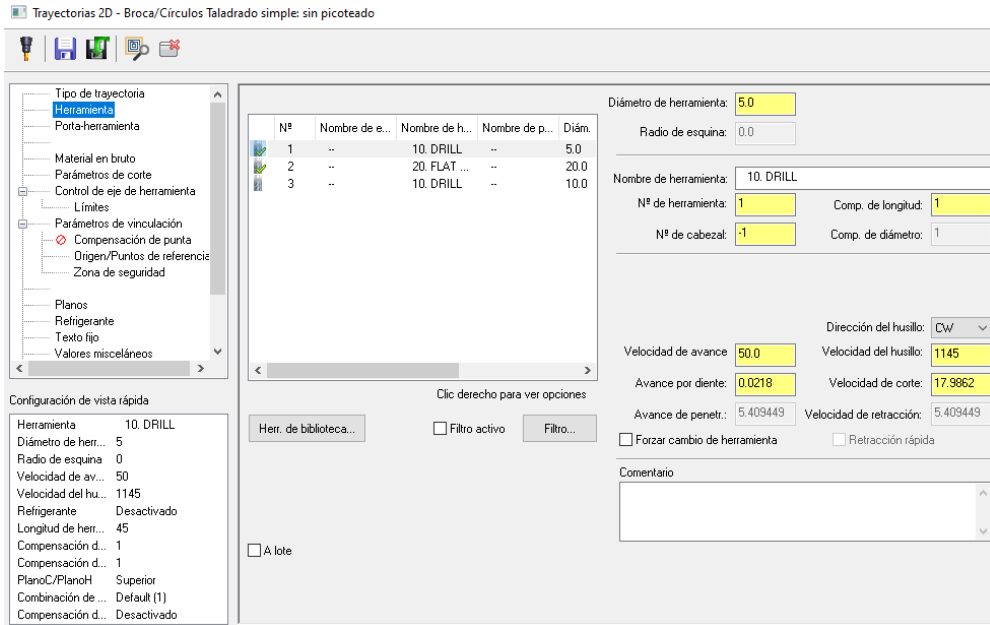 Trayectorias 2D - Broca/Círculos Taladrado simple: sin picoteado
Tipo de trayectoria
Herramienta
Porta-herramienta
Material en bruto
Parámetros de corte
Control de eje de herramienta
Límites
Parámetros de vinculación
Compensación de punta
Origen/Puntos de referencia
Zona de seguridad
Planos
Refrigerante
Texto fijo
Valores misceláneos
Configuración de vista rápida
Herramienta 10. DRILL
Diámetro de herr... 5
Radio de esquina 0
Velocidad de av... 50
Velocidad del hu... 1145
Refrigerante Desactivado
Longitud de herr... 45
Compensación d... 1
Compensación d... 1
PlanoC/PlanoH Superior
Combinación de ... Default (1)
Compensación d... Desactivado
Nº Nombre de e... Nombre de h... Nombre de p... Diám.
1 -- 10. DRILL -- 5.0
2 -- 20. FLAT ... -- 20.0
3 -- 10. DRILL -- 10.0
Clic derecho para ver opciones
Herr. de biblioteca... Filtro activo Filtro...
A lote
Diámetro de herramienta: 5.0
Radio de esquina: 0.0
Nombre de herramienta: 10. DRILL
Nº de herramienta: 1 Comp. de longitud: 1
Nº de cabezal: -1 Comp. de diámetro: 1
Dirección del husillo: CW
Velocidad de avance 50.0 Velocidad del husillo: 1145
Avance por diente: 0.0218 Velocidad de corte: 17.9862
Avance de penetr.: 5.409449 Velocidad de retracción: 5.409449
Forzar cambio de herramienta Retracción rápida
Comentario